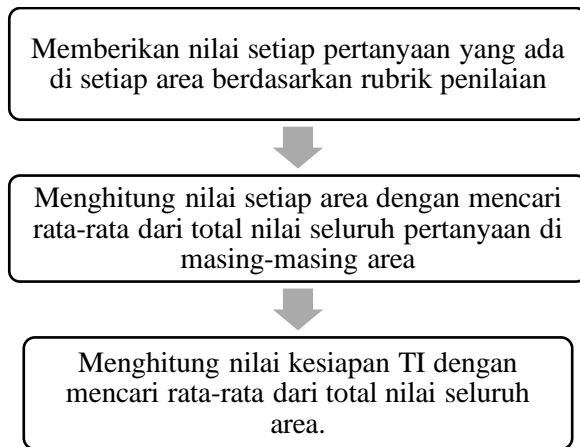 Memberikan nilai setiap pertanyaan yang ada
di setiap area berdasarkan rubrik penilaian
Menghitung nilai setiap area dengan mencari
rata-rata dari total nilai seluruh pertanyaan di
masing-masing area
Menghitung nilai kesiapan TI dengan
mencari rata-rata dari total nilai seluruh
area.